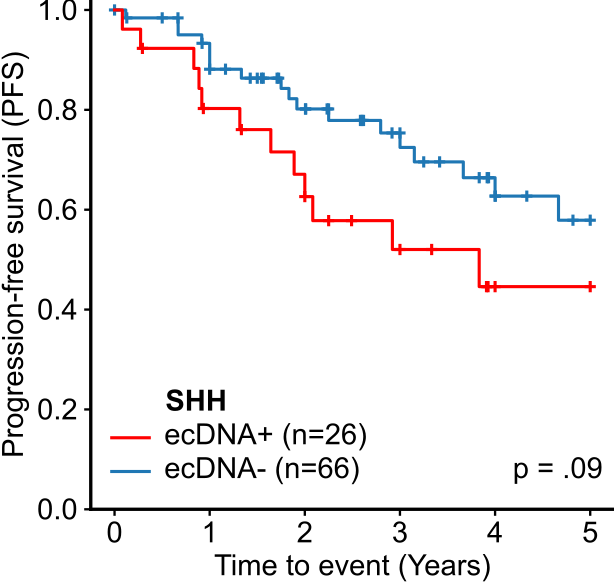 Progression-free survival (PFS)
1.0
0.8
0.6
0.4
0.2
0.0
SHH
ecDNA+ (n=26)
ecDNA- (n=66)
p = .09
0 1 2 3 4 5
Time to event (Years)